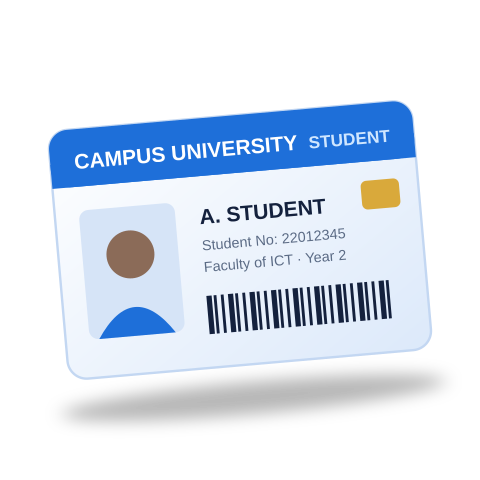 CAMPUS UNIVERSITY STUDENT
A. STUDENT
Student No: 22012345
Faculty of ICT · Year 2